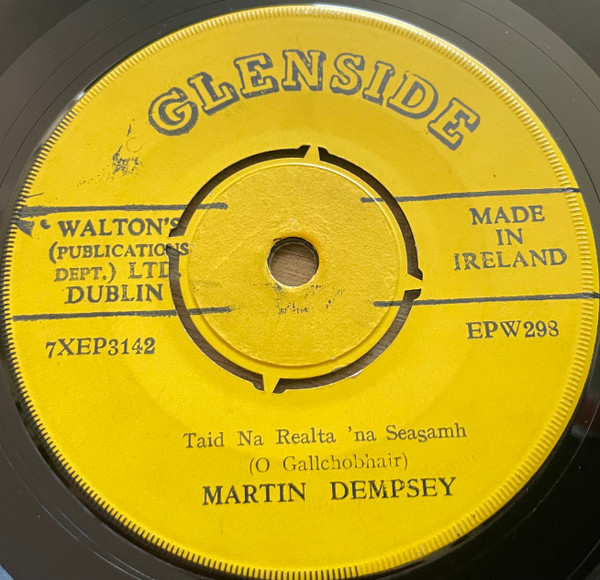 GLENSIDE
WALTON'S
(PUBLICATIONS
DEPT.) LTD.
DUBLIN
MADE
IN
IRELAND
7XEP3142
EPW298
Taid Na Realta 'na Seasamh
(O Gallchobhair)
MARTIN DEMPSEY